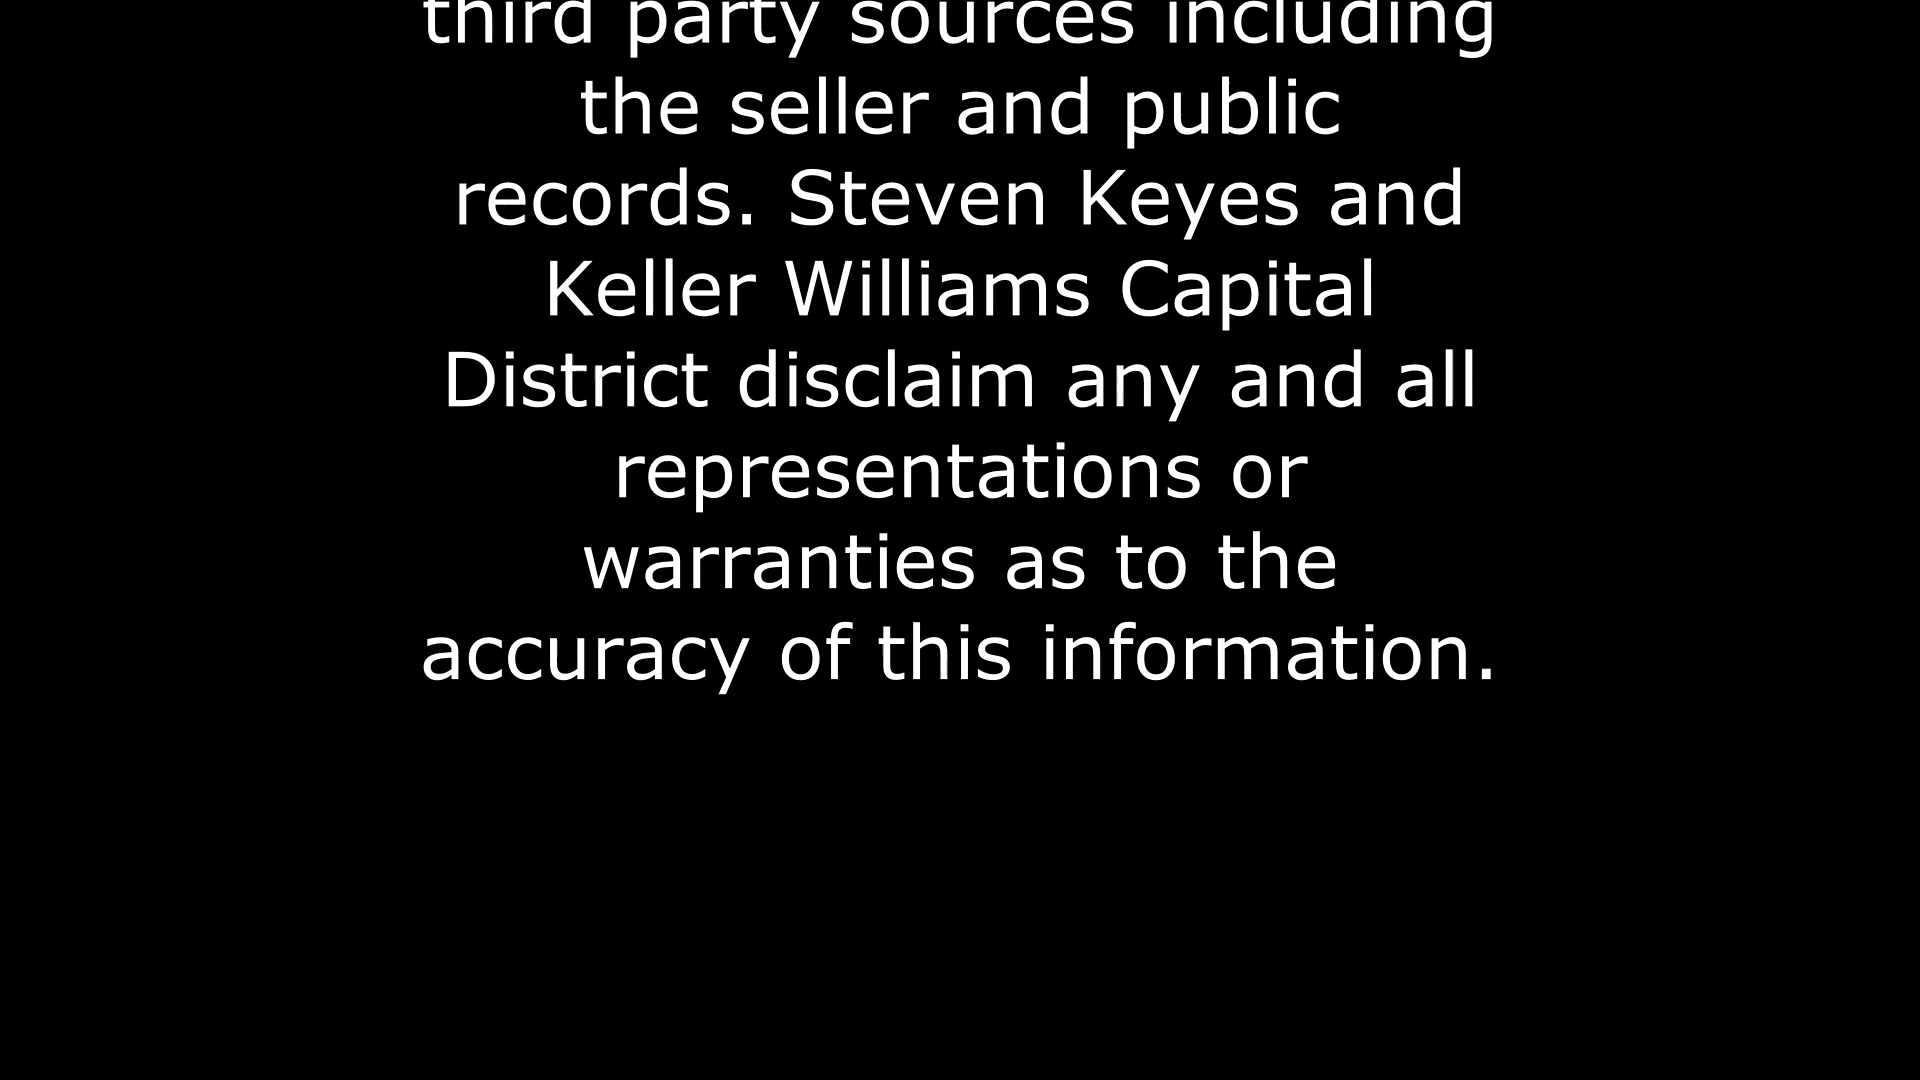 third party sources including
the seller and public
records. Steven Keyes and
Keller Williams Capital
District disclaim any and all
representations or
warranties as to the
accuracy of this information.